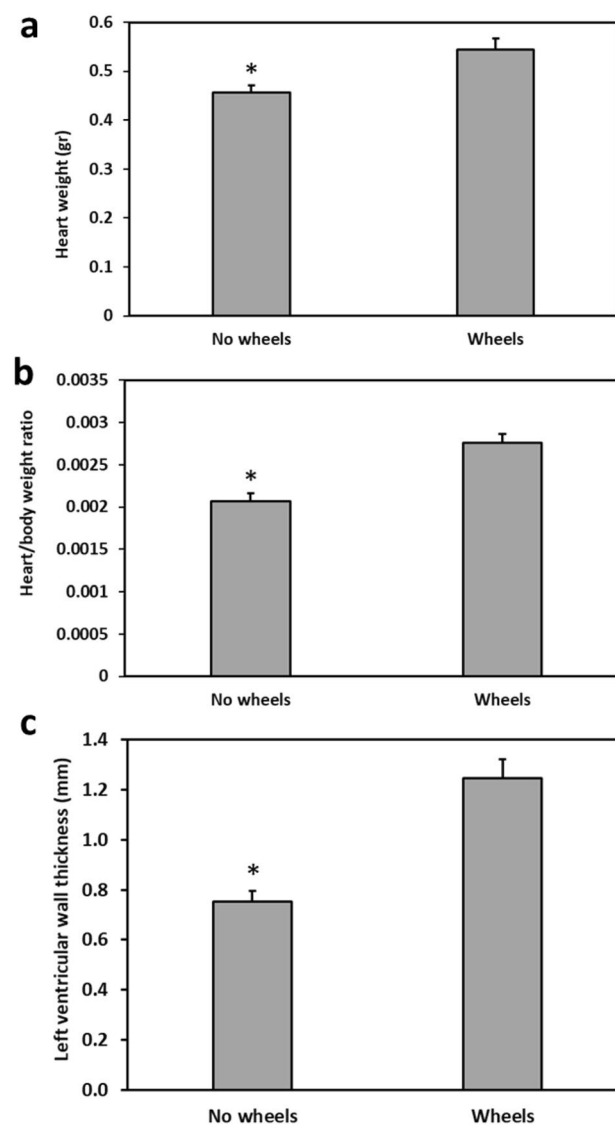 a
Heart weight (gr)
0.6
0.5
0.4
0.3
0.2
0.1
0
*
No wheels
Wheels
b
Heart/body weight ratio
0.0035
0.003
0.0025
0.002
0.0015
0.001
0.0005
0
*
No wheels
Wheels
c
Left ventricular wall thickness (mm)
1.4
1.2
1.0
0.8
0.6
0.4
0.2
0.0
*
No wheels
Wheels